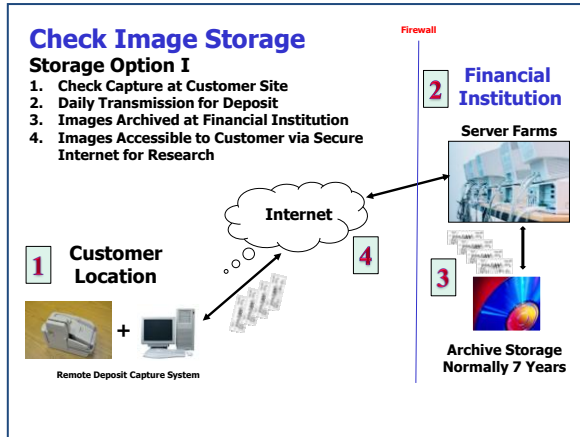 Check Image Storage
Storage Option I
1. Check Capture at Customer Site
2. Daily Transmission for Deposit
3. Images Archived at Financial Institution
4. Images Accessible to Customer via Secure
Internet for Research
Firewall
2
Financial
Institution
Server Farms
Internet
4
1
Customer
Location
+
Remote Deposit Capture System
3
Archive Storage
Normally 7 Years